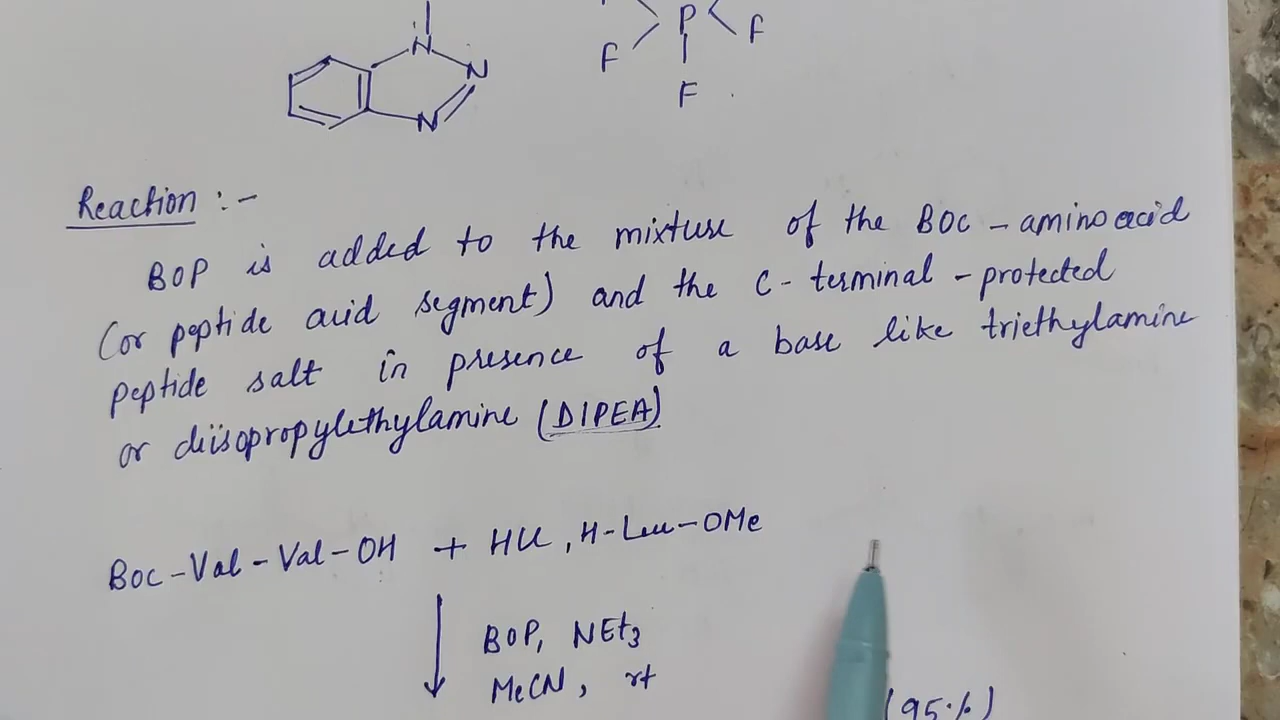 N
N
N
P
F
F
F
Reaction :-
BOP is added to the mixture of the BOC - amino acid
(or peptide acid segment) and the C - terminal - protected
peptide salt in presence of a base like triethylamine
or diisopropylethylamine (DIPEA)
Boc - Val - Val - OH + HCl , H - Leu - OMe
BOP, NEt3
MeCN, rt
(95%)